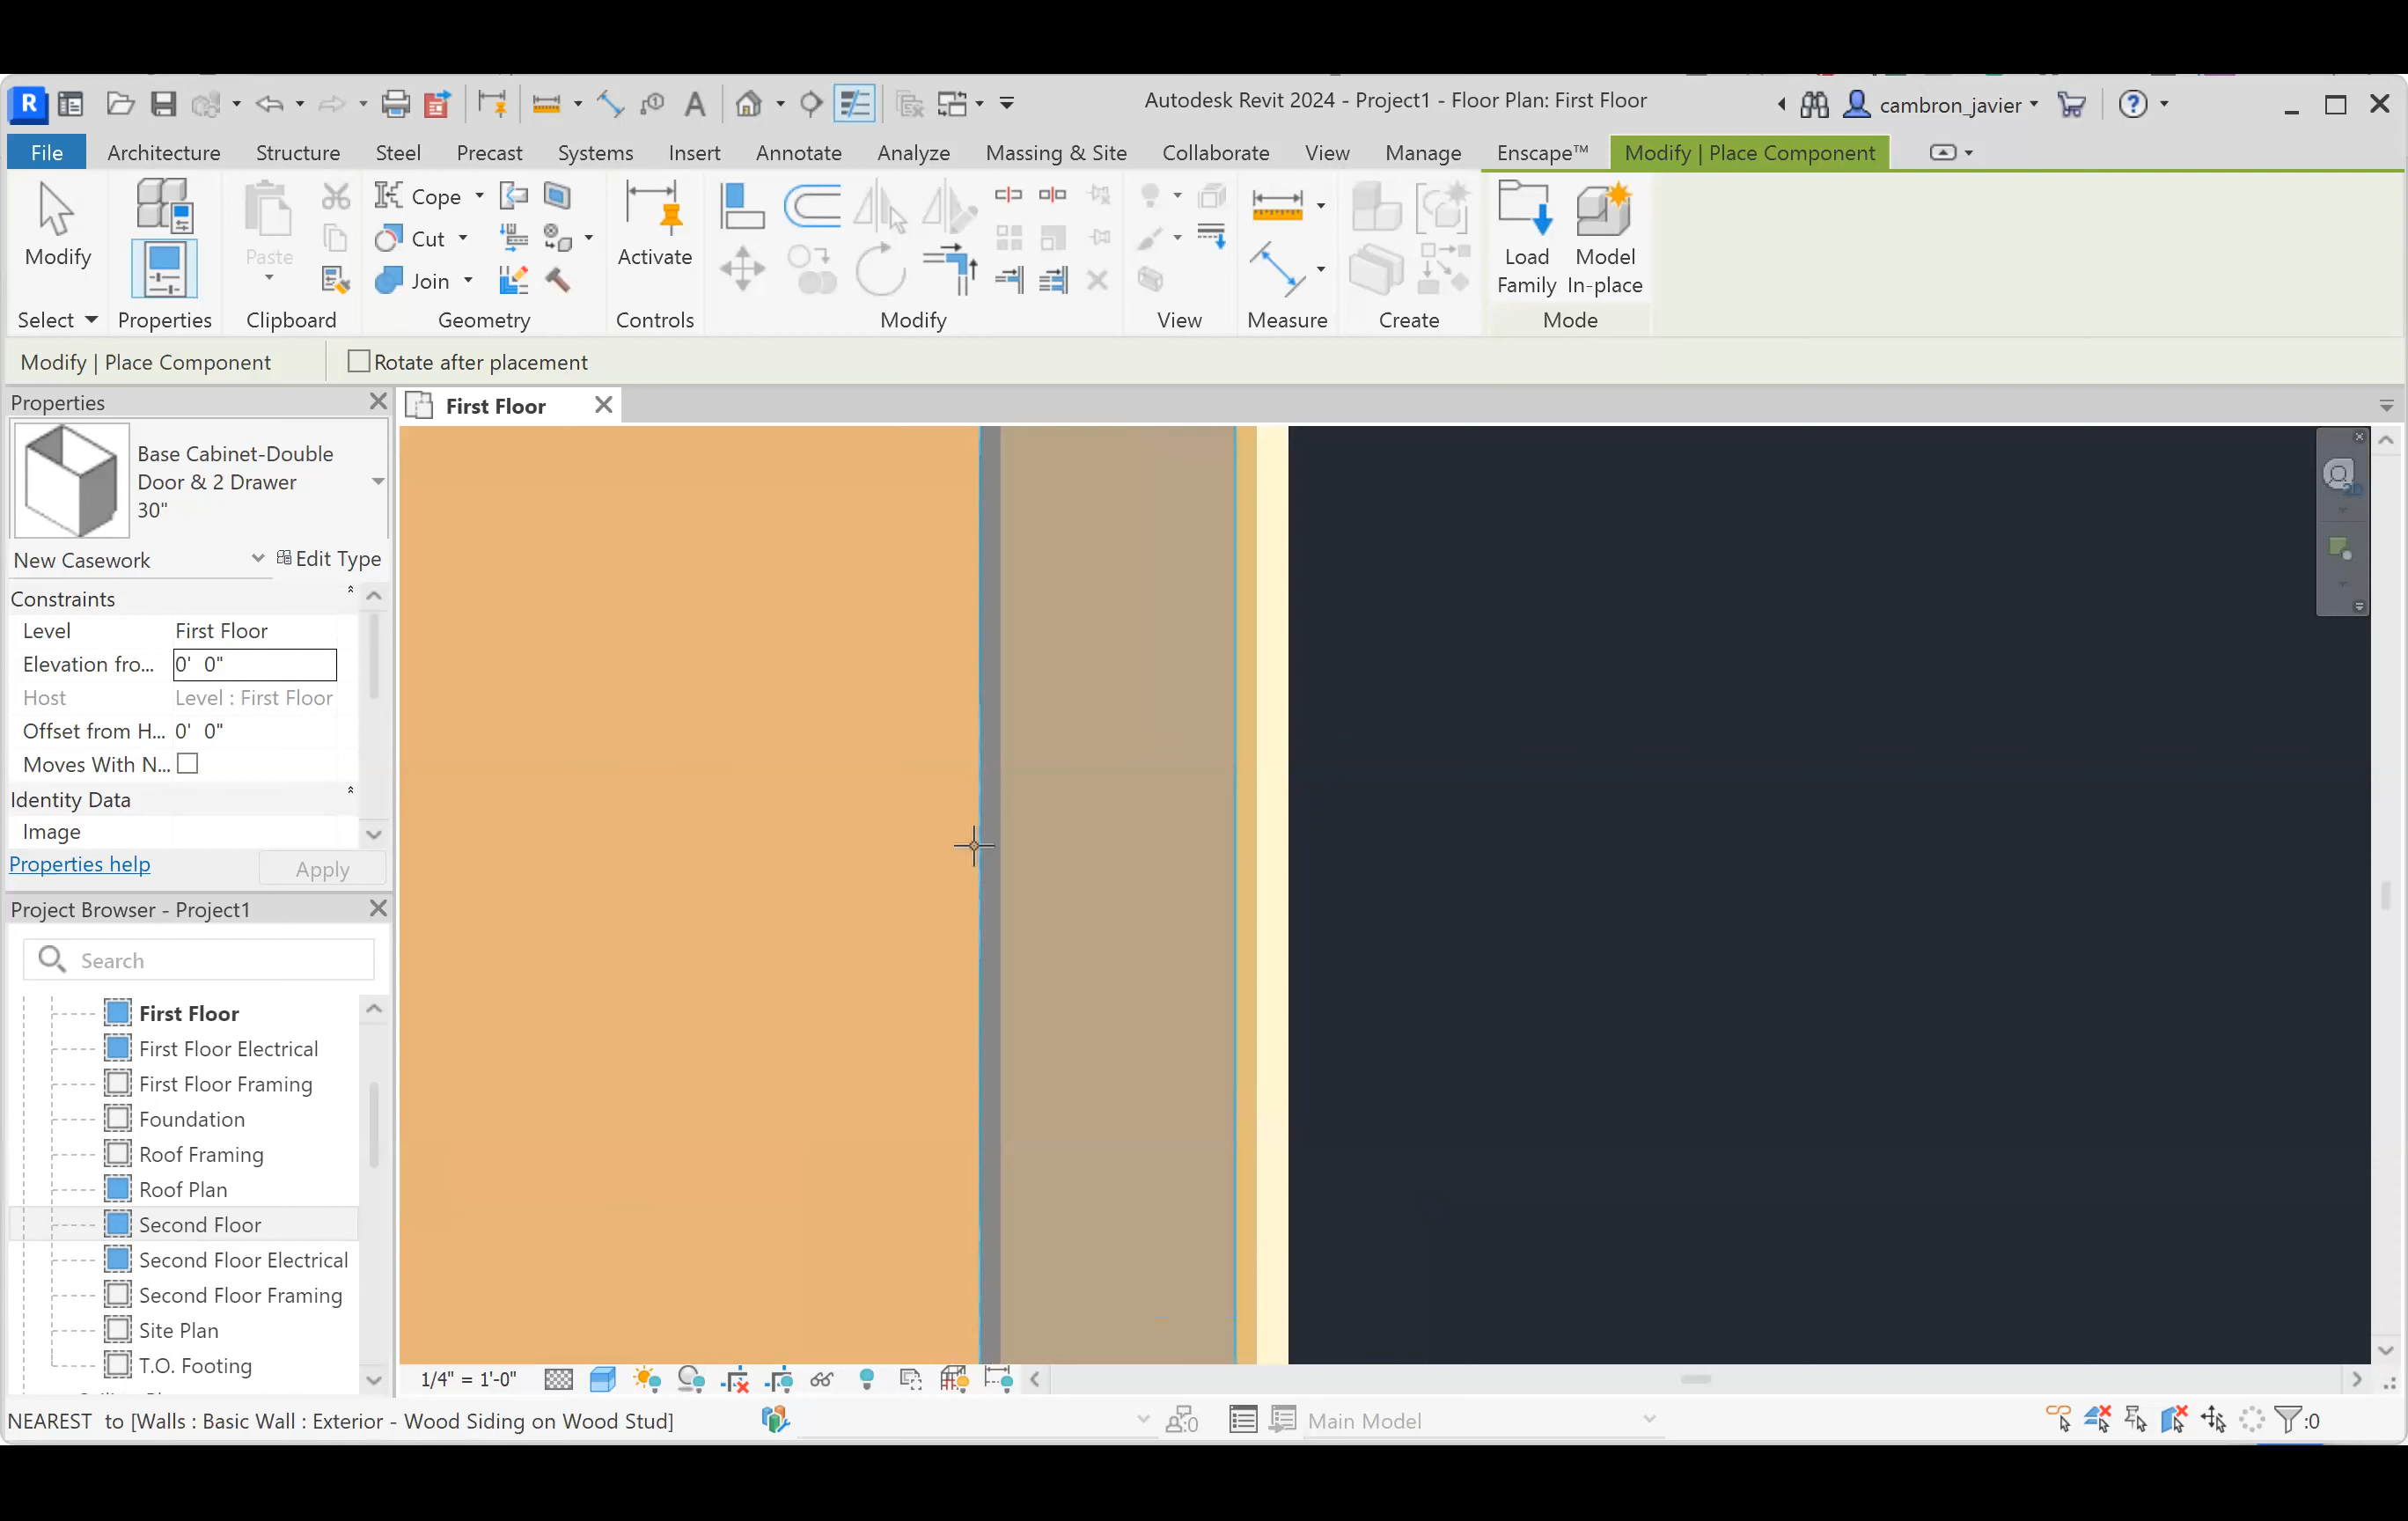 Autodesk Revit 2024 - Project1 - Floor Plan: First Floor
cambron_javier
File Architecture Structure Steel Precast Systems Insert Annotate Analyze Massing & Site Collaborate View Manage Enscape™ Modify | Place Component
Modify
Paste
Cope
Cut
Join
Activate
Load Family
Model In-place
Select Properties Clipboard Geometry Controls Modify View Measure Create Mode
Modify | Place Component Rotate after placement
Properties
First Floor
Base Cabinet-Double
Door & 2 Drawer
30"
New Casework Edit Type
Constraints
Level First Floor
Elevation fro... 0' 0"
Host Level : First Floor
Offset from H... 0' 0"
Moves With N...
Identity Data
Image
Properties help Apply
Project Browser - Project1
Search
First Floor
First Floor Electrical
First Floor Framing
Foundation
Roof Framing
Roof Plan
Second Floor
Second Floor Electrical
Second Floor Framing
Site Plan
T.O. Footing
1/4" = 1'-0"
NEAREST to [Walls : Basic Wall : Exterior - Wood Siding on Wood Stud] :0 Main Model :0